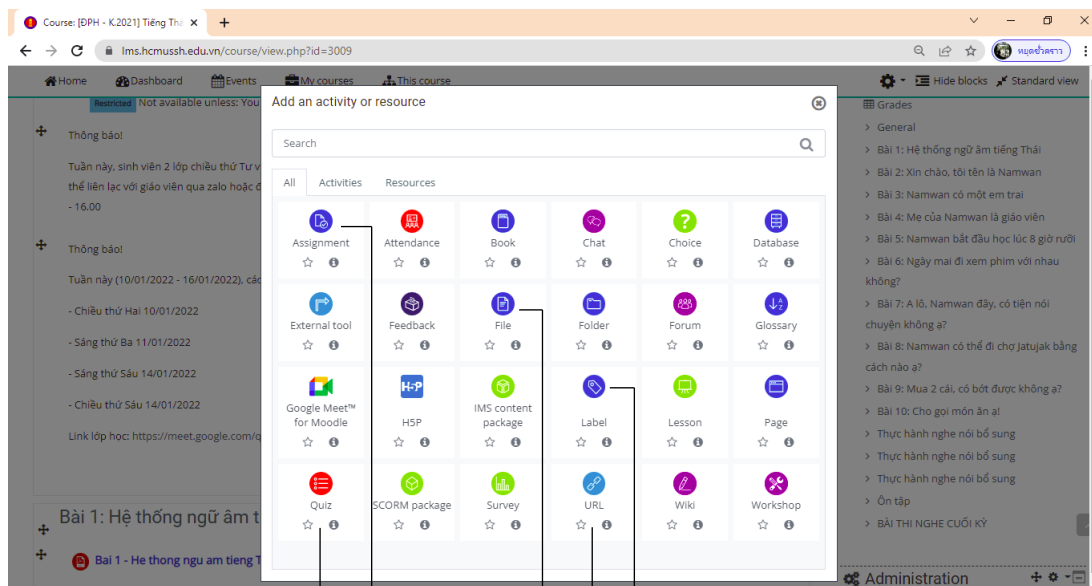 Course: [ĐPH - K.2021] Tiếng Thá
lms.hcmussh.edu.vn/course/view.php?id=3009
หยุดชั่วคราว
Home Dashboard Events My courses This course
Hide blocks Standard view
Restricted Not available unless: You
Thông báo!
Tuần này, sinh viên 2 lớp chiều thứ Tư v
thể liên lạc với giáo viên qua zalo hoặc đ
- 16.00
Thông báo!
Tuần này (10/01/2022 - 16/01/2022), các
- Chiều thứ Hai 10/01/2022
- Sáng thứ Ba 11/01/2022
- Sáng thứ Sáu 14/01/2022
- Chiều thứ Sáu 14/01/2022
Link lớp học: https://meet.google.com/q
Bài 1: Hệ thống ngữ âm t
Bai 1 - He thong ngu am tieng T
Add an activity or resource
Search
All Activities Resources
Assignment Attendance Book Chat Choice Database
External tool Feedback File Folder Forum Glossary
Google Meet™
for Moodle
H5P
IMS content
package
Label Lesson Page
Quiz SCORM package Survey URL Wiki Workshop
Grades
General
Bài 1: Hệ thống ngữ âm tiếng Thái
Bài 2: Xin chào, tôi tên là Namwan
Bài 3: Namwan có một em trai
Bài 4: Mẹ của Namwan là giáo viên
Bài 5: Namwan bắt đầu học lúc 8 giờ rưỡi
Bài 6: Ngày mai đi xem phim với nhau
không?
Bài 7: A lô, Namwan đây, có tiện nói
chuyện không ạ?
Bài 8: Namwan có thể đi chợ Jatujak bằng
cách nào ạ?
Bài 9: Mua 2 cái, có bớt được không ạ?
Bài 10: Cho gọi món ăn ạ!
Thực hành nghe nói bổ sung
Thực hành nghe nói bổ sung
Thực hành nghe nói bổ sung
Ôn tập
BÀI THI NGHE CUỐI KỲ
Administration